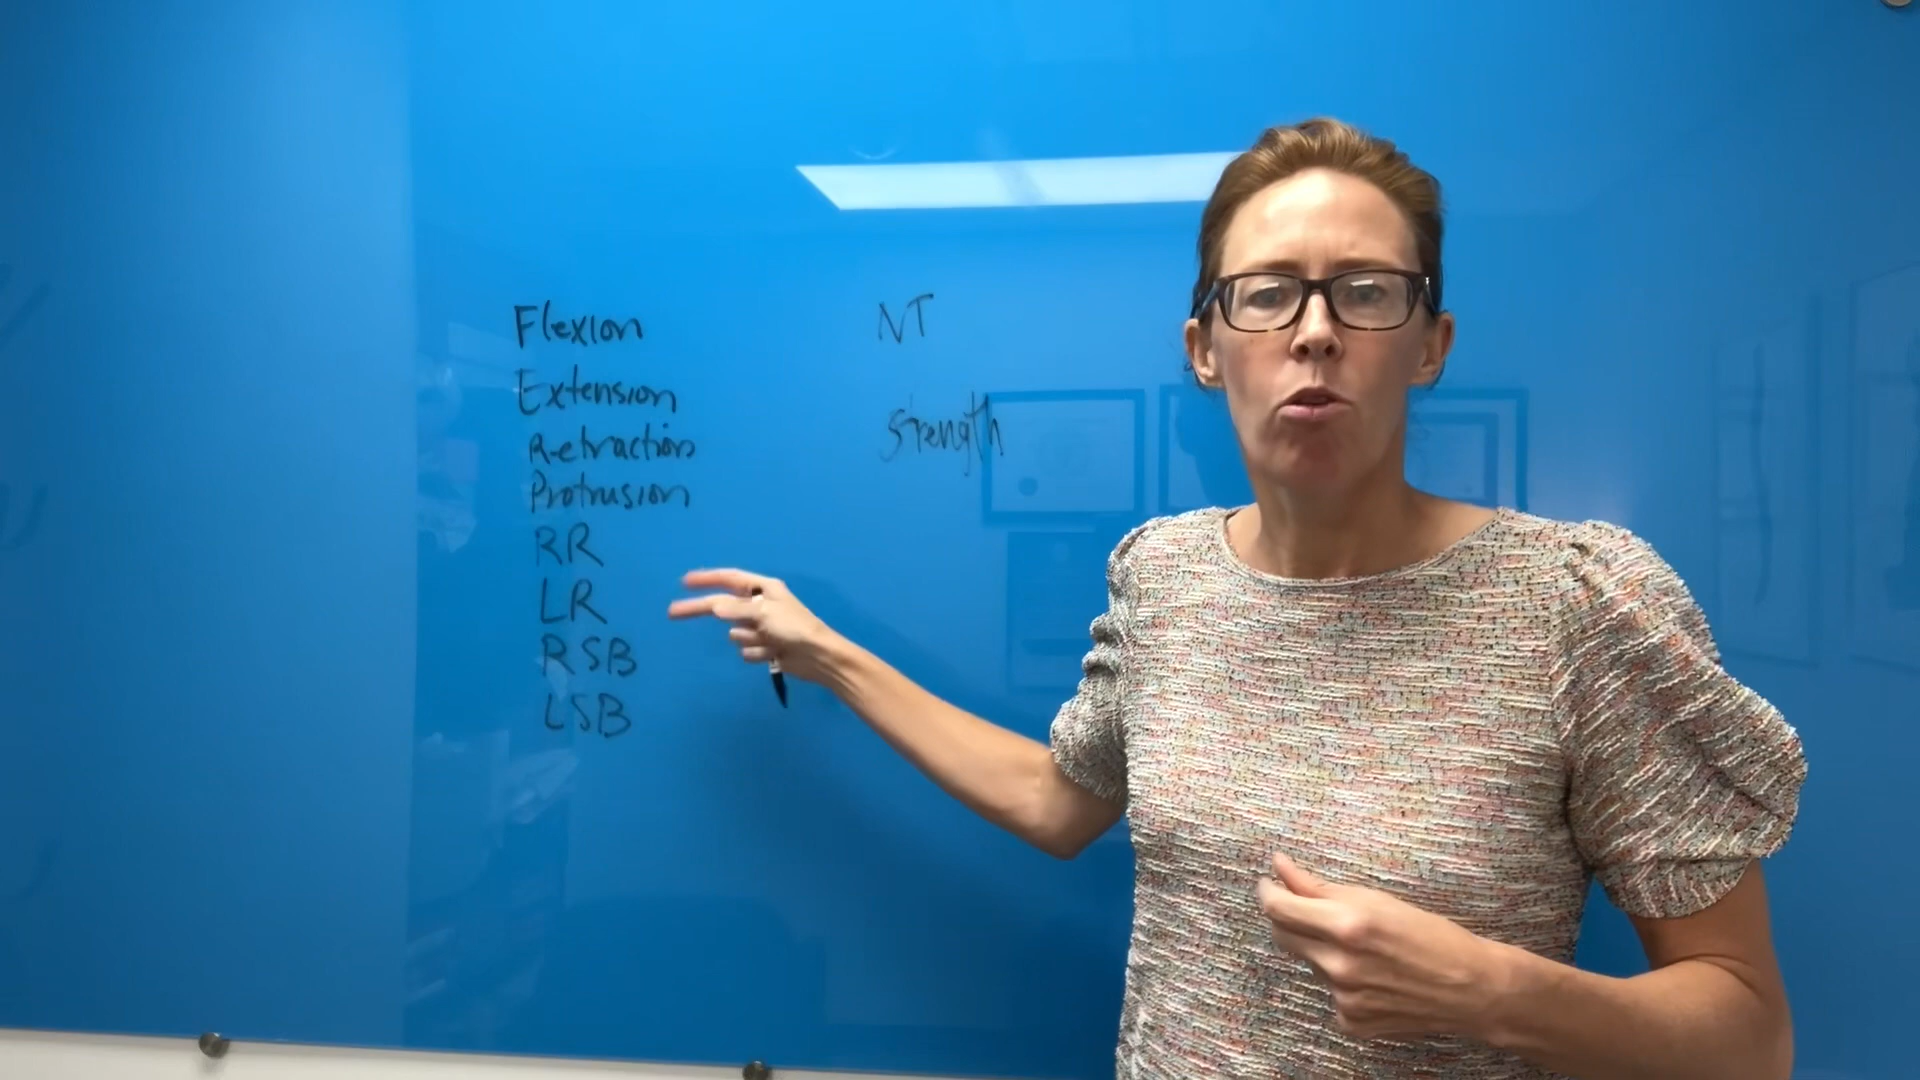 Flexion
Extension
Retraction
Protrusion
RR
LR
RSB
LSB
NT
Strength